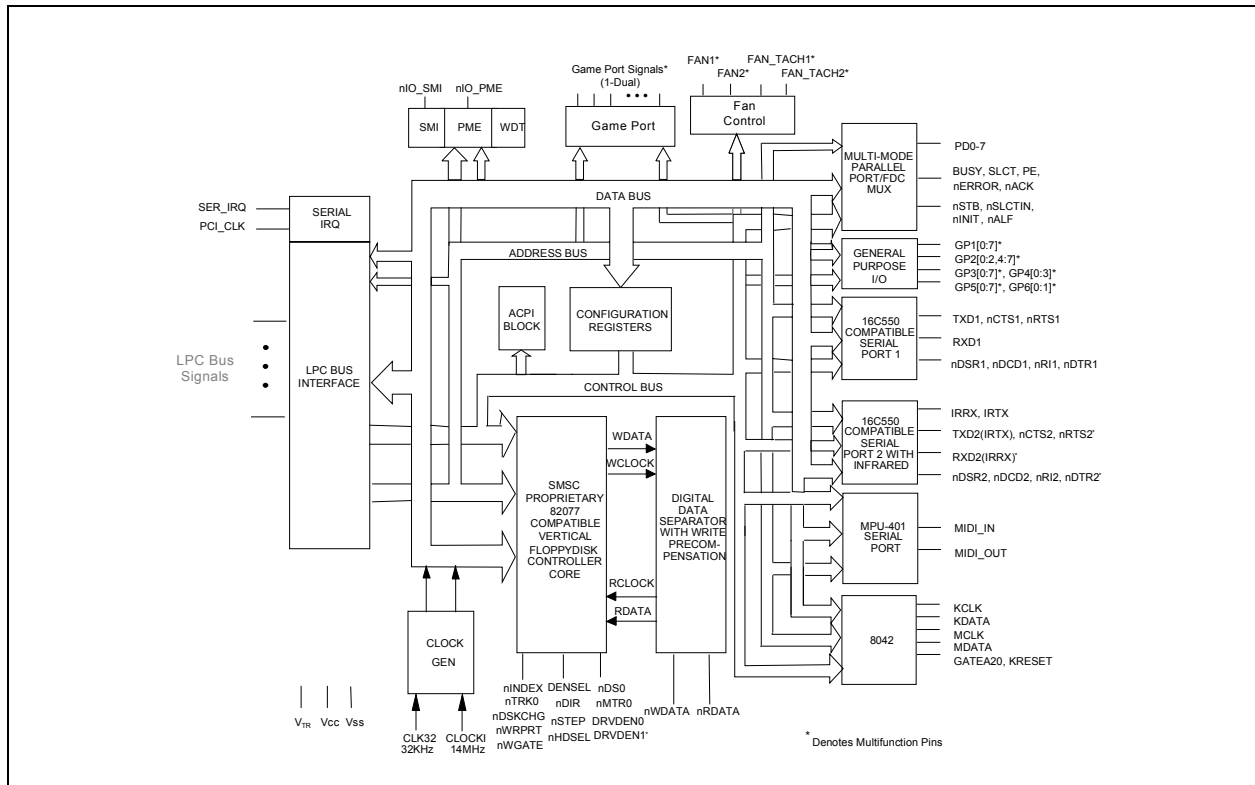 Game Port Signals*
(1-Dual)
FAN1*
FAN2*
FAN_TACH1*
FAN_TACH2*
nIO_SMI
nIO_PME
SMI
PME
WDT
Game Port
Fan
Control
MULTI-MODE
PARALLEL
PORT/FDC
MUX
PD0-7
BUSY, SLCT, PE,
nERROR, nACK
nSTB, nSLCTIN,
nINIT, nALF
DATA BUS
SER_IRQ
PCI_CLK
SERIAL
IRQ
ADDRESS BUS
GENERAL
PURPOSE
I/O
GP1[0:7]*
GP2[0:2,4:7]*
GP3[0:7]*, GP4[0:3]*
GP5[0:7]*, GP6[0:1]*
ACPI
BLOCK
CONFIGURATION
REGISTERS
16C550
COMPATIBLE
SERIAL
PORT 1
TXD1, nCTS1, nRTS1
RXD1
nDSR1, nDCD1, nRI1, nDTR1
LPC Bus
Signals
LPC BUS
INTERFACE
CONTROL BUS
16C550
COMPATIBLE
SERIAL
PORT 2 WITH
INFRARED
IRRX, IRTX
TXD2(IRTX), nCTS2, nRTS2*
RXD2(IRRX)*
nDSR2, nDCD2, nRI2, nDTR2*
SMSC
PROPRIETARY
82077
COMPATIBLE
VERTICAL
FLOPPYDISK
CONTROLLER
CORE
WDATA
WCLOCK
RCLOCK
RDATA
DIGITAL
DATA
SEPARATOR
WITH WRITE
PRECOM-
PENSATION
MPU-401
SERIAL
PORT
MIDI_IN
MIDI_OUT
8042
KCLK
KDATA
MCLK
MDATA
GATEA20, KRESET
CLOCK
GEN
CLK32
32KHz
CLOCKI
14MHz
VTR Vcc Vss
nINDEX
nTRK0
nDSKCHG
nWRPRT
nWGATE
DENSEL
nDIR
nSTEP
nHDSEL
nDS0
nMTR0
DRVDEN0
DRVDEN1*
nWDATA
nRDATA
* Denotes Multifunction Pins